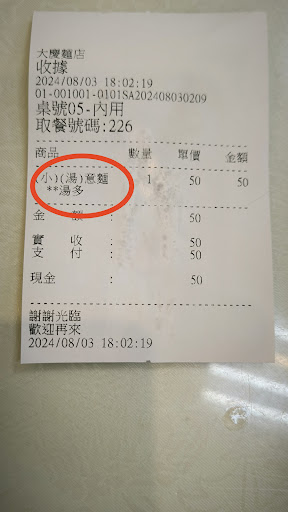 大慶麵店
收據
2024/08/03 18:02:19
01-001001-0101SA202408030209
桌號05-內用
取餐號碼:226
商品 數量 單價 金額
(小)(湯)意麵 1 50 50
**湯多
金額 : 50
實收 : 50
支付 : 50
現金 : 50
謝謝光臨
歡迎再來
2024/08/03 18:02:19